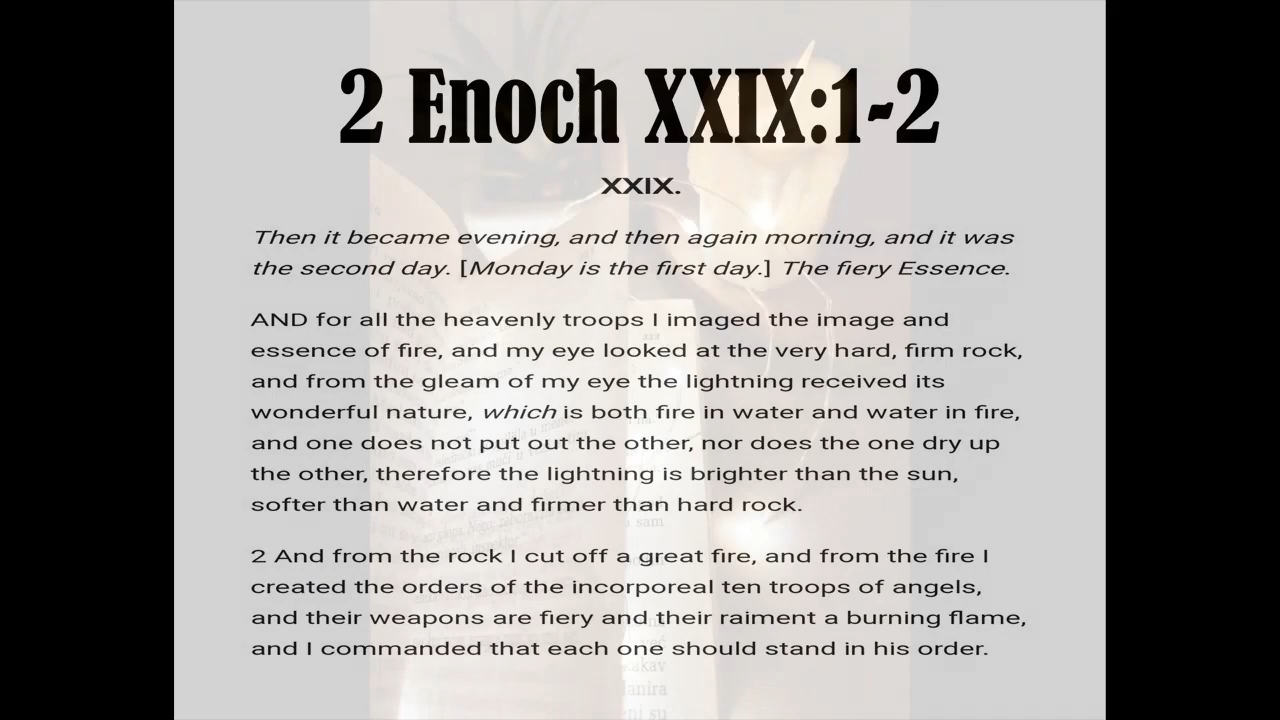 2 Enoch XXIX:1-2
XXIX.
Then it became evening, and then again morning, and it was
the second day. [Monday is the first day.] The fiery Essence.
AND for all the heavenly troops I imaged the image and
essence of fire, and my eye looked at the very hard, firm rock,
and from the gleam of my eye the lightning received its
wonderful nature, which is both fire in water and water in fire,
and one does not put out the other, nor does the one dry up
the other, therefore the lightning is brighter than the sun,
softer than water and firmer than hard rock.
2 And from the rock I cut off a great fire, and from the fire I
created the orders of the incorporeal ten troops of angels,
and their weapons are fiery and their raiment a burning flame,
and I commanded that each one should stand in his order.